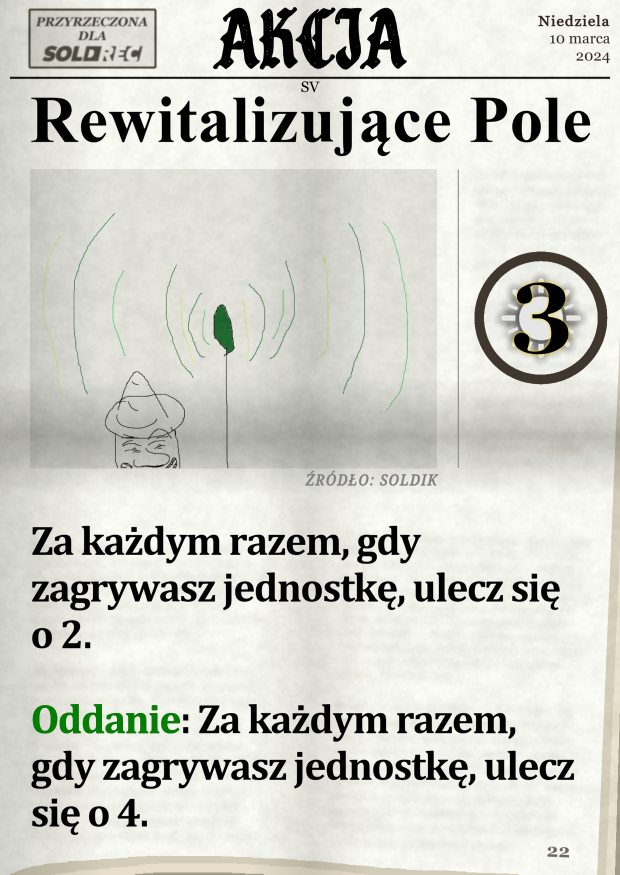 PRZYRZECZONA
DLA
SOLDREC
AKCJA
Niedziela
10 marca
2024
SV
Rewitalizujące Pole
3
ŹRÓDŁO: SOLDIK
Za każdym razem, gdy
zagrywasz jednostkę, ulecz się
o 2.
Oddanie: Za każdym razem,
gdy zagrywasz jednostkę, ulecz
się o 4.
22